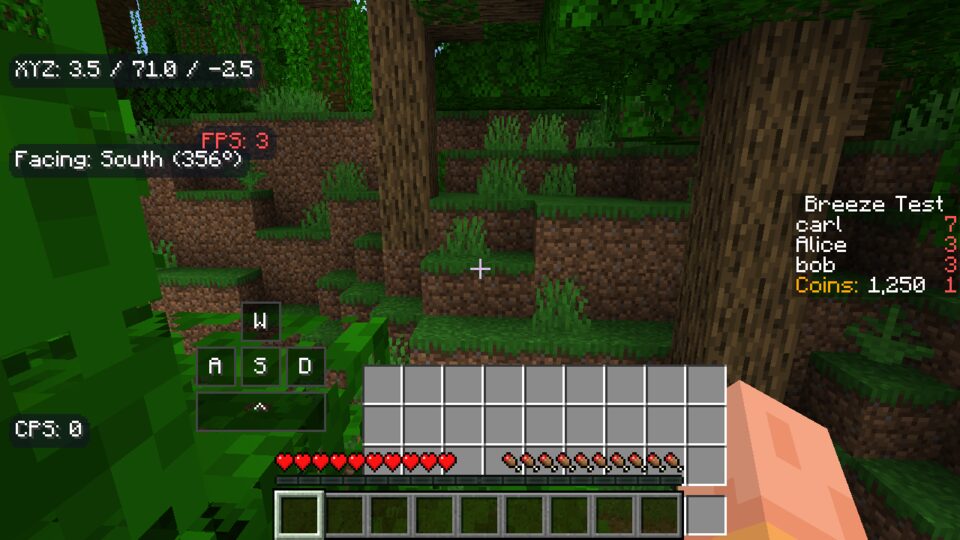 XYZ: 3.5 / 71.0 / -2.5
FPS: 3
Facing: South (356°)
Breeze Test
carl 7
Alice 3
bob 3
Coins: 1,250 1
W
A S D
^
CPS: 0